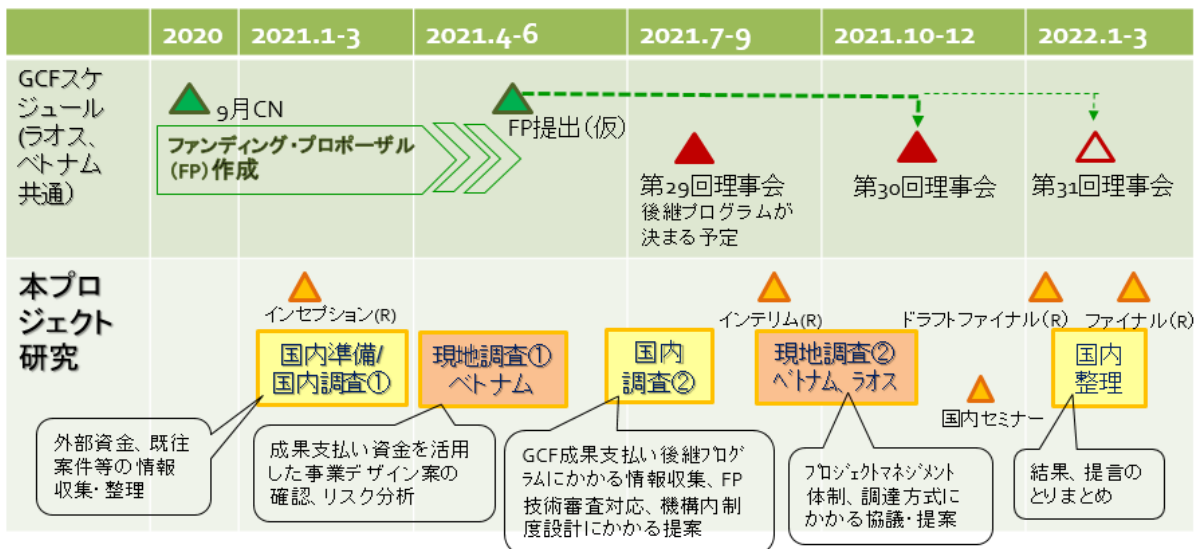 2020
2021.1-3
2021.4-6
2021.7-9
2021.10-12
2022.1-3
GCFスケ
ジュール
(ラオス、
ベトナム
共通)
9月CN
ファンディング・プロポーザル
(FP)作成
FP提出(仮)
第29回理事会
後継プログラムが
決まる予定
第30回理事会
第31回理事会
本プロ
ジェクト
研究
インセプション(R)
インテリム(R)
ドラフトファイナル(R)
ファイナル(R)
国内準備/
国内調査①
現地調査①
ベトナム
国内
調査②
現地調査②
ベトナム、ラオス
国内セミナー
国内
整理
外部資金、既往
案件等の情報
収集・整理
成果支払い資金を活用
した事業デザイン案の
確認、リスク分析
GCF成果支払い後継プログ
ラムにかかる情報収集、FP
技術審査対応、機構内制
度設計にかかる提案
プロジェクトマネジメント
体制、調達方式に
かかる協議・提案
結果、提言の
とりまとめ